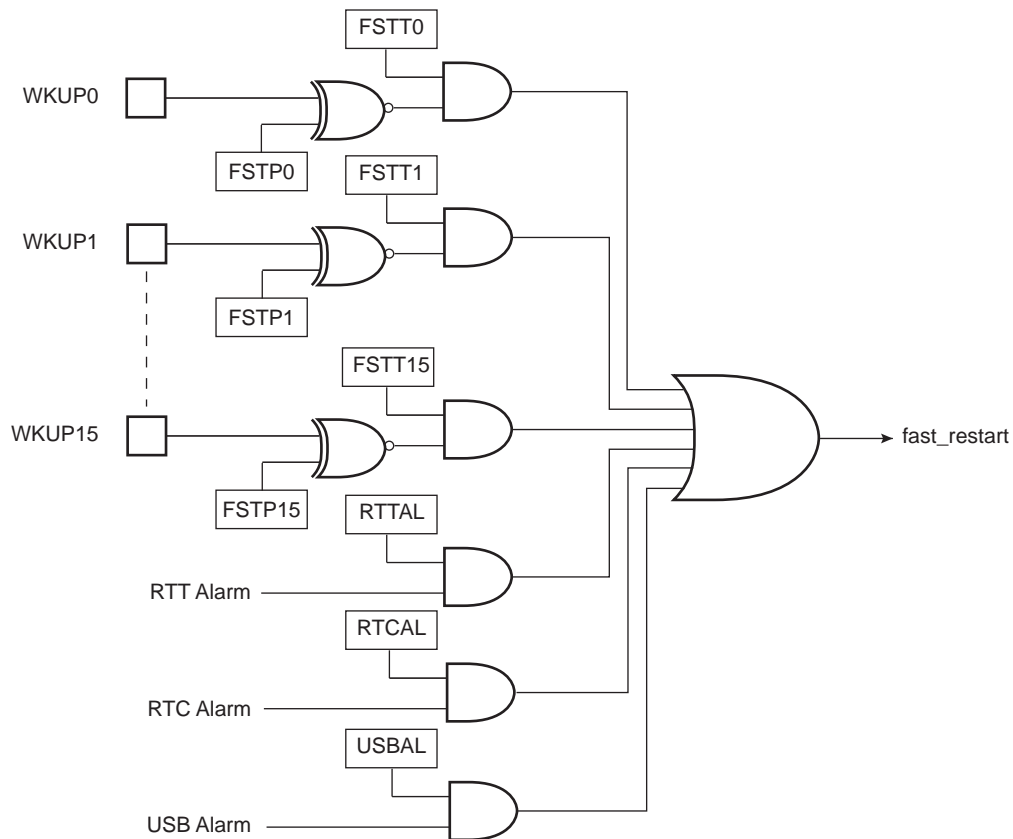 FSTT0
WKUP0
FSTP0
FSTT1
WKUP1
FSTP1
FSTT15
WKUP15
fast_restart
FSTP15
RTTAL
RTT Alarm
RTCAL
RTC Alarm
USBAL
USB Alarm